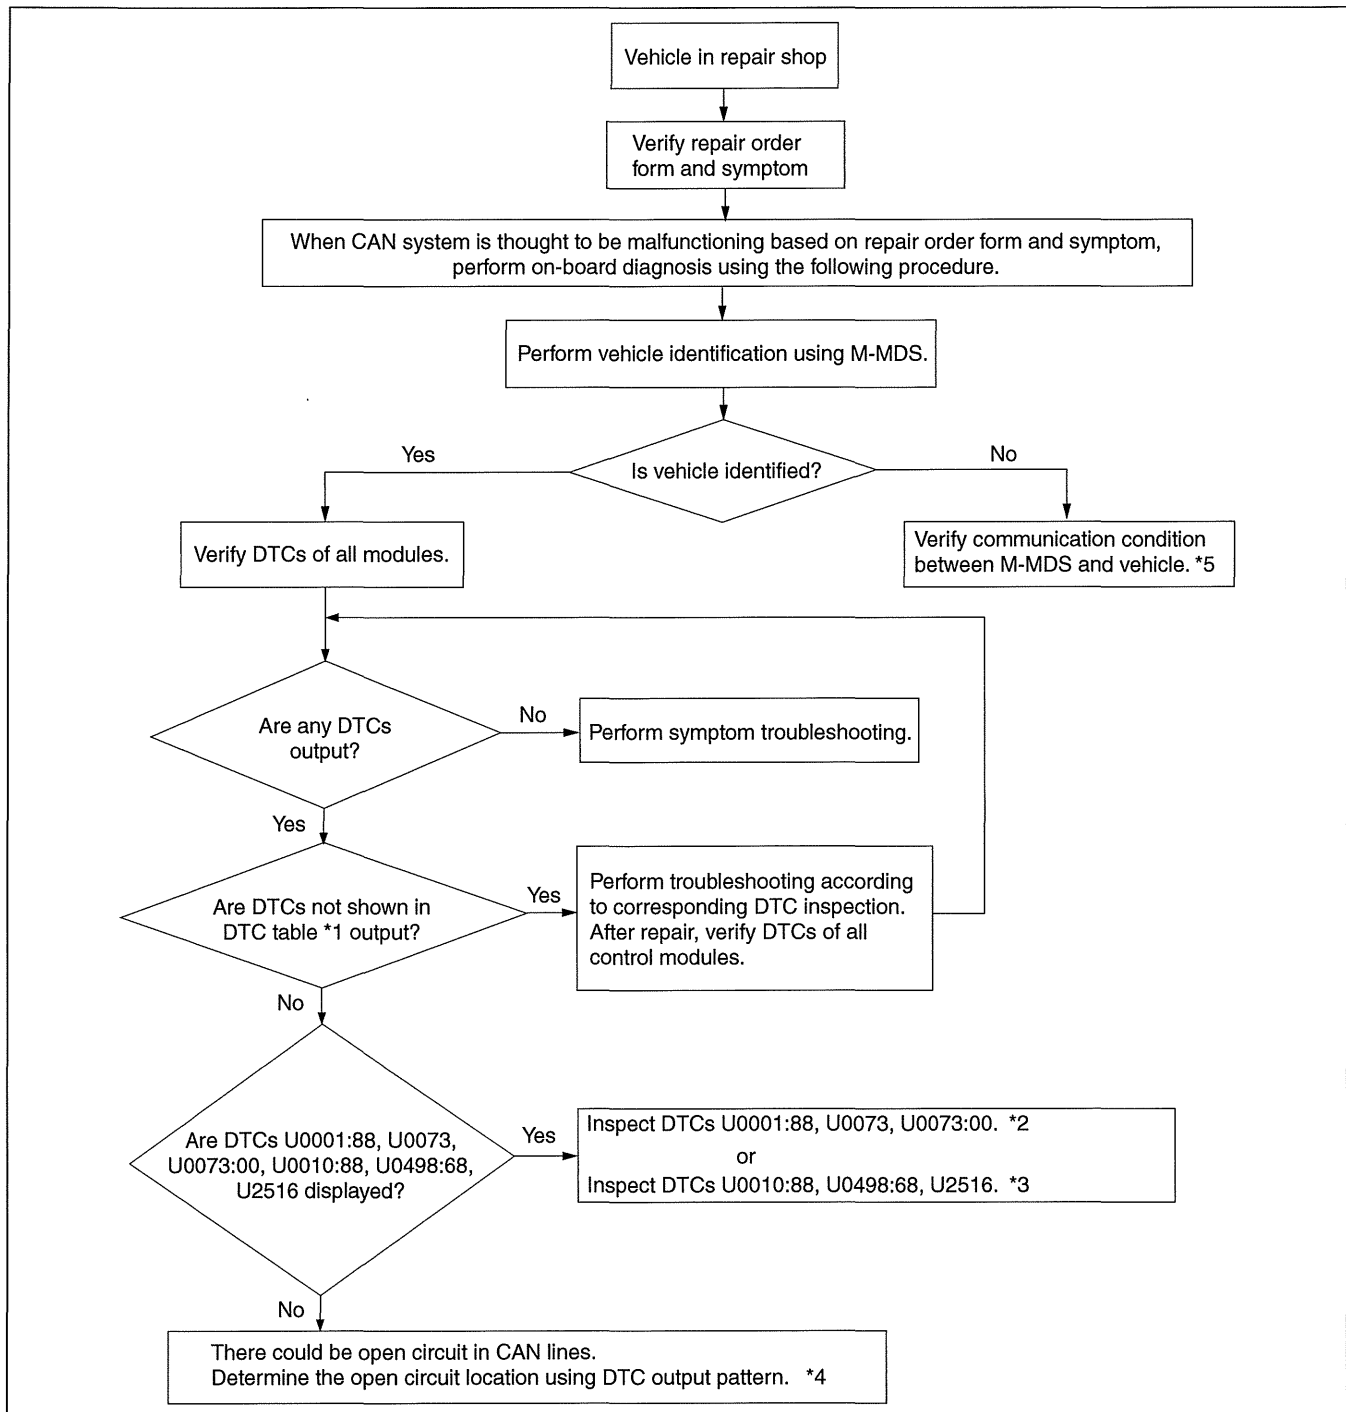 Vehicle in repair shop
Verify repair order
form and symptom
When CAN system is thought to be malfunctioning based on repair order form and symptom,
perform on-board diagnosis using the following procedure.
Perform vehicle identification using M-MDS.
Is vehicle identified?
Yes
No
Verify DTCs of all modules.
Verify communication condition
between M-MDS and vehicle. *5
Are any DTCs
output?
No
Perform symptom troubleshooting.
Yes
Are DTCs not shown in
DTC table *1 output?
Yes
Perform troubleshooting according
to corresponding DTC inspection.
After repair, verify DTCs of all
control modules.
No
Are DTCs U0001:88, U0073,
U0073:00, U0010:88, U0498:68,
U2516 displayed?
Yes
Inspect DTCs U0001:88, U0073, U0073:00. *2
or
Inspect DTCs U0010:88, U0498:68, U2516. *3
No
There could be open circuit in CAN lines.
Determine the open circuit location using DTC output pattern. *4